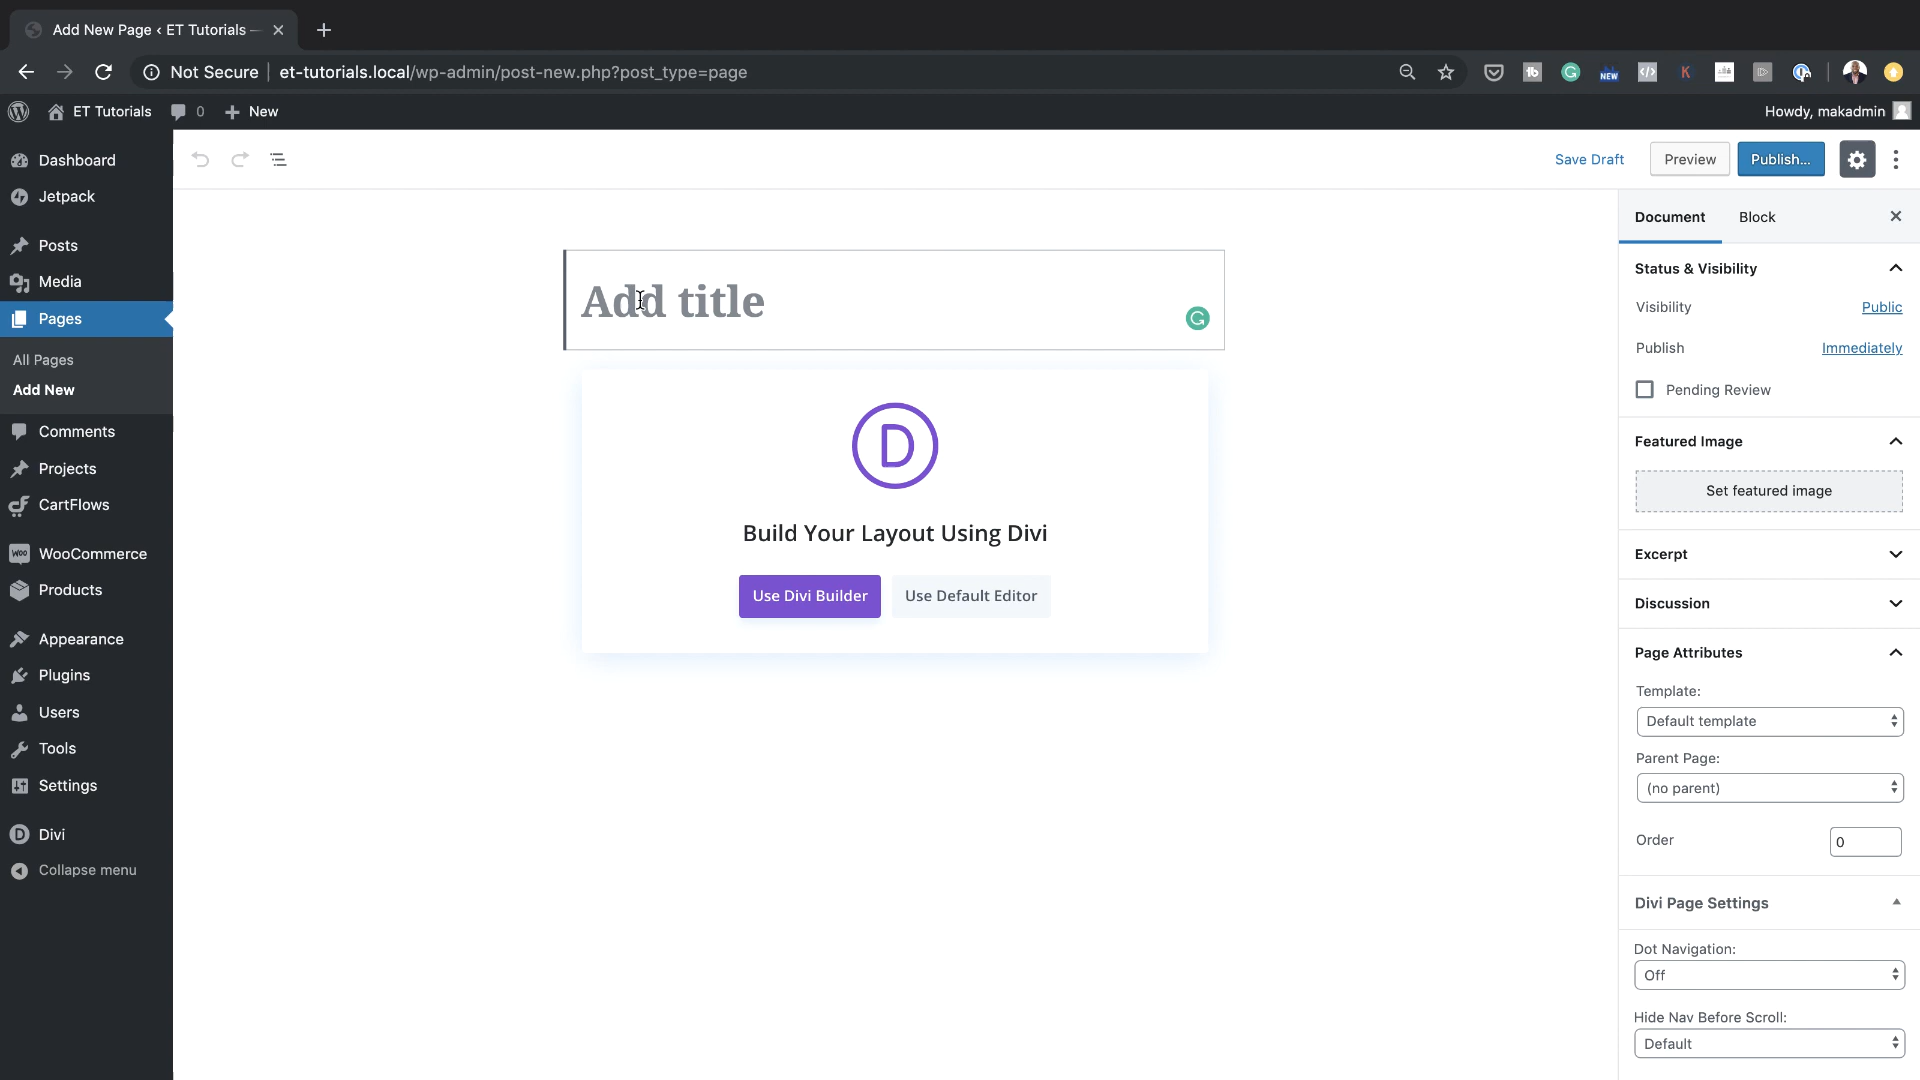 Add New Page ‹ ET Tutorials —
Not Secure | et-tutorials.local/wp-admin/post-new.php?post_type=page
ET Tutorials 0 New Howdy, makadmin
Dashboard
Jetpack
Posts
Media
Pages
All Pages
Add New
Comments
Projects
CartFlows
WooCommerce
Products
Appearance
Plugins
Users
Tools
Settings
Divi
Collapse menu
Save Draft Preview Publish...
Add title
D
Build Your Layout Using Divi
Use Divi Builder Use Default Editor
Document Block
Status & Visibility
Visibility Public
Publish Immediately
Pending Review
Featured Image
Set featured image
Excerpt
Discussion
Page Attributes
Template:
Default template
Parent Page:
(no parent)
Order 0
Divi Page Settings
Dot Navigation:
Off
Hide Nav Before Scroll:
Default